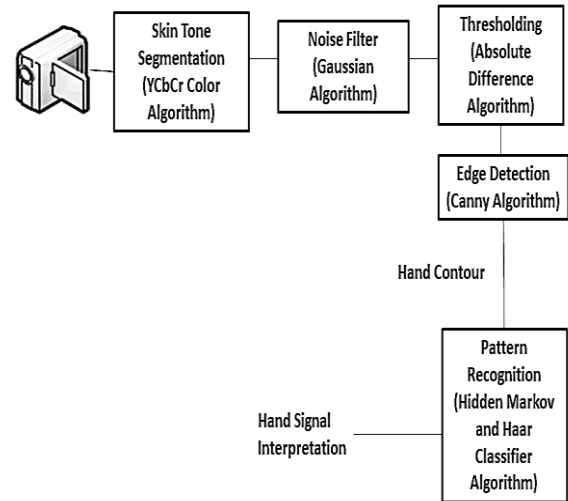 Skin Tone
Segmentation
(YCbCr Color
Algorithm)
Noise Filter
(Gaussian
Algorithm)
Thresholding
(Absolute
Difference
Algorithm)
Edge Detection
(Canny Algorithm)
Hand Contour
Pattern
Recognition
(Hidden Markov
and Haar
Classifier
Algorithm)
Hand Signal
Interpretation